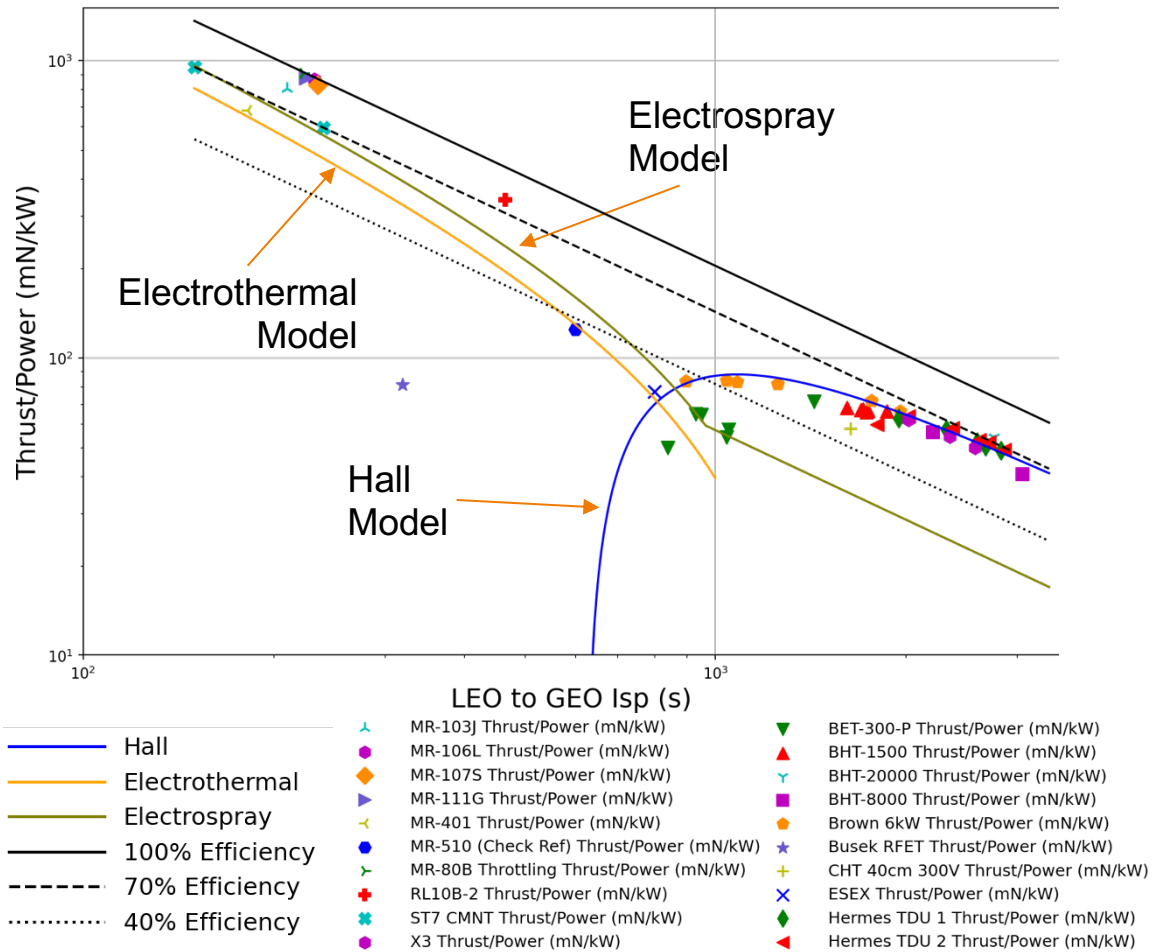 10³
10²
10¹
Thrust/Power (mN/kW)
Electrospray
Model
Electrothermal
Model
Hall
Model
10²
10³
LEO to GEO Isp (s)
Hall
Electrothermal
Electrospray
100% Efficiency
70% Efficiency
40% Efficiency
MR-103J Thrust/Power (mN/kW)
MR-106L Thrust/Power (mN/kW)
MR-107S Thrust/Power (mN/kW)
MR-111G Thrust/Power (mN/kW)
MR-401 Thrust/Power (mN/kW)
MR-510 (Check Ref) Thrust/Power (mN/kW)
MR-80B Throttling Thrust/Power (mN/kW)
RL10B-2 Thrust/Power (mN/kW)
ST7 CMNT Thrust/Power (mN/kW)
X3 Thrust/Power (mN/kW)
BET-300-P Thrust/Power (mN/kW)
BHT-1500 Thrust/Power (mN/kW)
BHT-20000 Thrust/Power (mN/kW)
BHT-8000 Thrust/Power (mN/kW)
Brown 6kW Thrust/Power (mN/kW)
Busek RFET Thrust/Power (mN/kW)
CHT 40cm 300V Thrust/Power (mN/kW)
ESEX Thrust/Power (mN/kW)
Hermes TDU 1 Thrust/Power (mN/kW)
Hermes TDU 2 Thrust/Power (mN/kW)